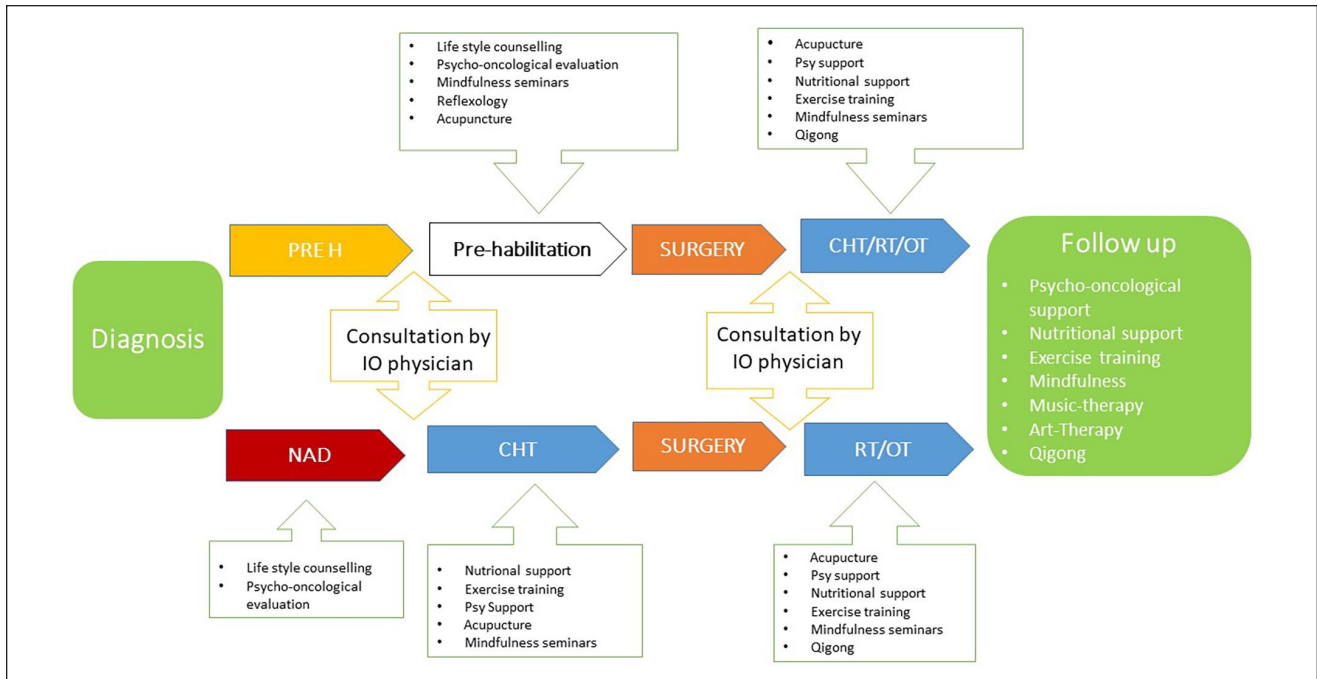 • Life style counselling
• Psycho-oncological evaluation
• Mindfulness seminars
• Reflexology
• Acupuncture
• Acupucture
• Psy support
• Nutritional support
• Exercise training
• Mindfulness seminars
• Qigong
PRE H
Pre-habilitation
SURGERY
CHT/RT/OT
Diagnosis
Consultation by
IO physician
Consultation by
IO physician
Follow up
• Psycho-oncological
support
• Nutritional support
• Exercise training
• Mindfulness
• Music-therapy
• Art-Therapy
• Qigong
NAD
CHT
SURGERY
RT/OT
• Life style counselling
• Psycho-oncological
evaluation
• Nutrional support
• Exercise training
• Psy Support
• Acupucture
• Mindfulness seminars
• Acupucture
• Psy support
• Nutritional support
• Exercise training
• Mindfulness seminars
• Qigong